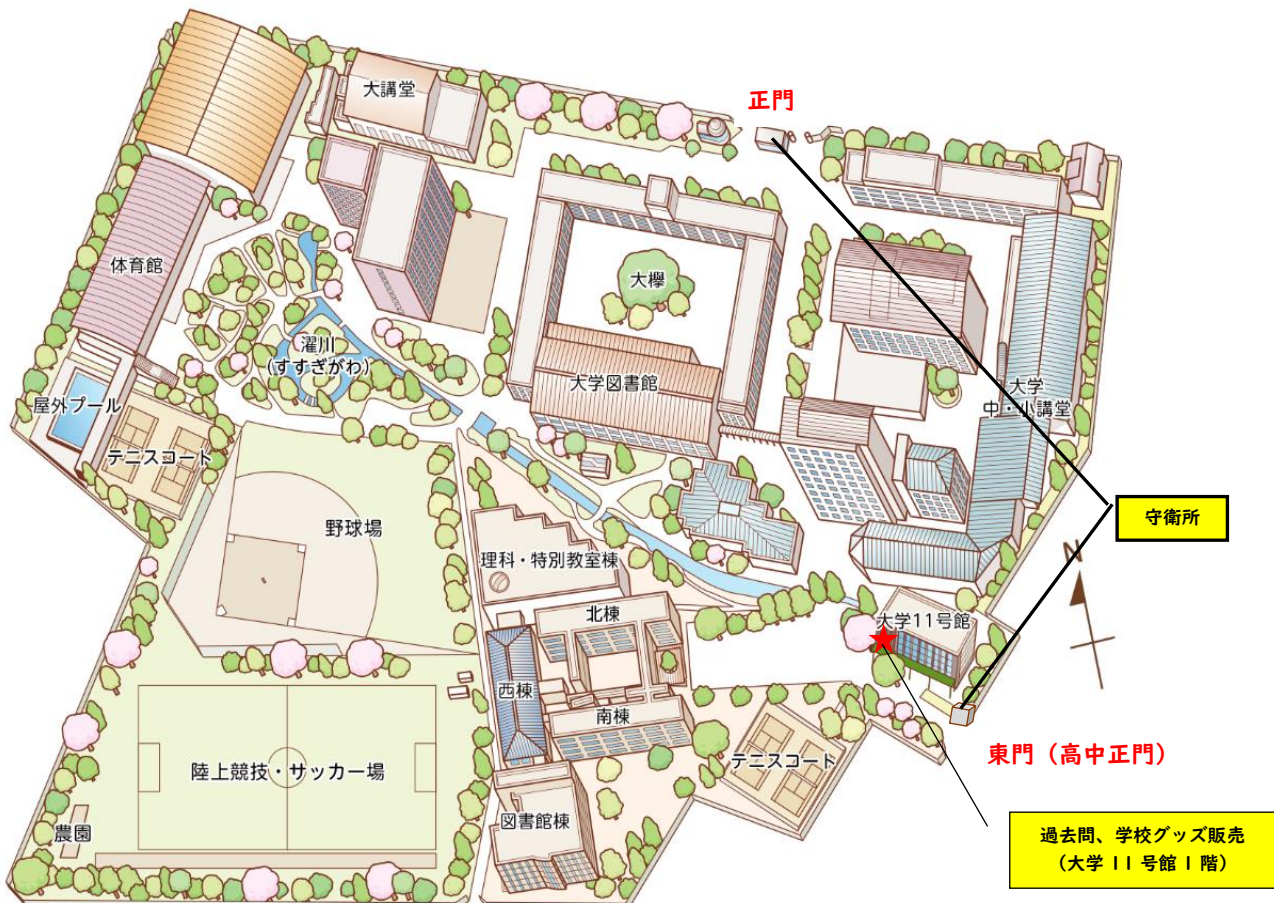 大講堂
正門
体育館
大欅
濯川
(すすぎがわ)
大学図書館
大学
中・小講堂
屋外プール
テニスコート
守衛所
野球場
N
理科・特別教室棟
北棟
大学11号館
西棟
南棟
東門（高中正門）
陸上競技・サッカー場
テニスコート
図書館棟
農園
過去問、学校グッズ販売
（大学 11 号館 1 階）